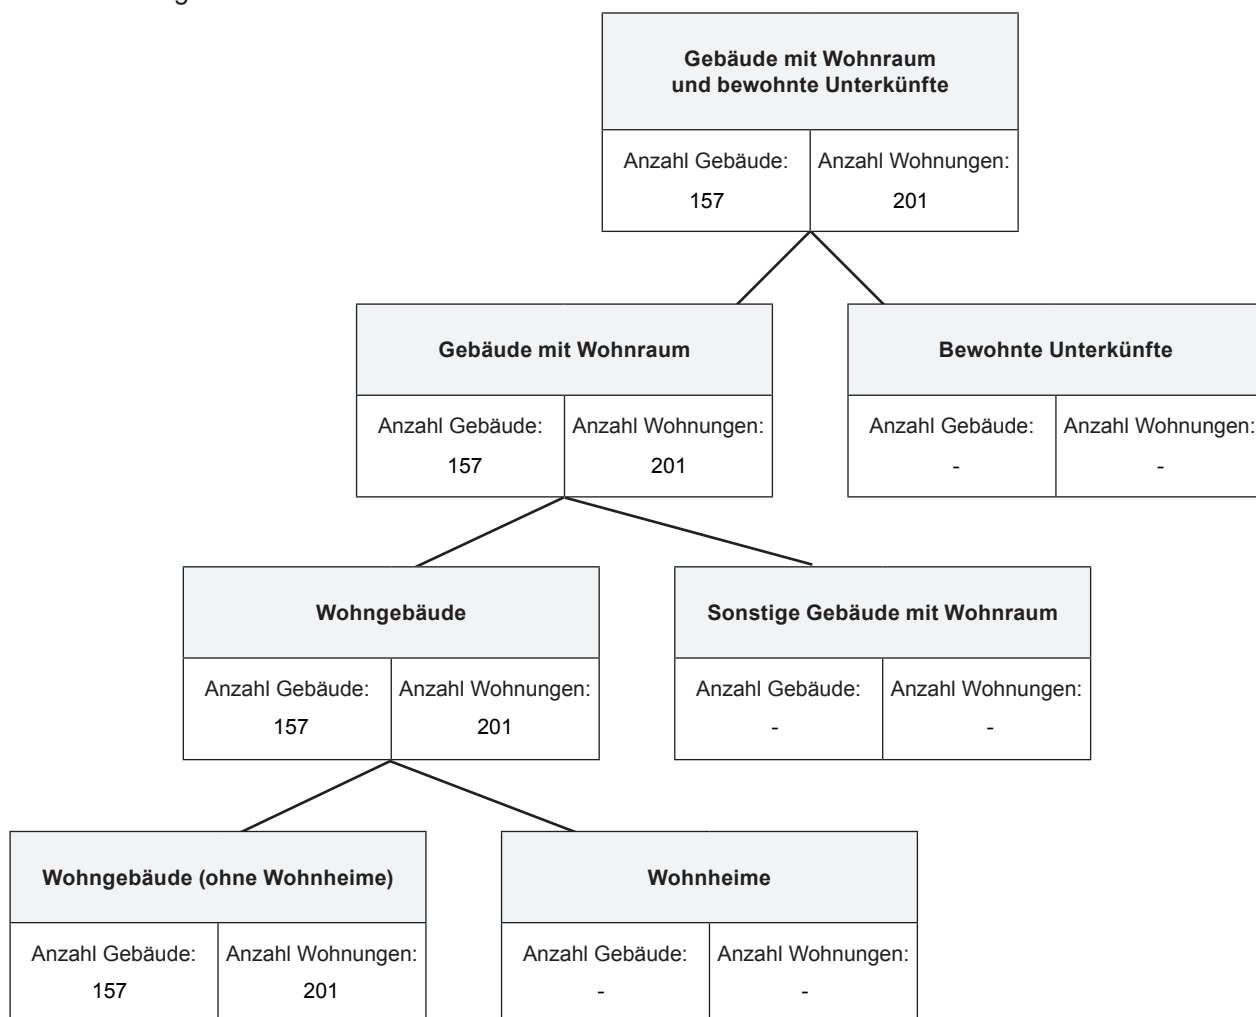 Gebäude mit Wohnraum
und bewohnte Unterkünfte
Anzahl Gebäude: Anzahl Wohnungen:
157 201
Gebäude mit Wohnraum Bewohnte Unterkünfte
Anzahl Gebäude: Anzahl Wohnungen: Anzahl Gebäude: Anzahl Wohnungen:
157 201 - -
Wohngebäude Sonstige Gebäude mit Wohnraum
Anzahl Gebäude: Anzahl Wohnungen: Anzahl Gebäude: Anzahl Wohnungen:
157 201 - -
Wohngebäude (ohne Wohnheime) Wohnheime
Anzahl Gebäude: Anzahl Wohnungen: Anzahl Gebäude: Anzahl Wohnungen:
157 201 - -